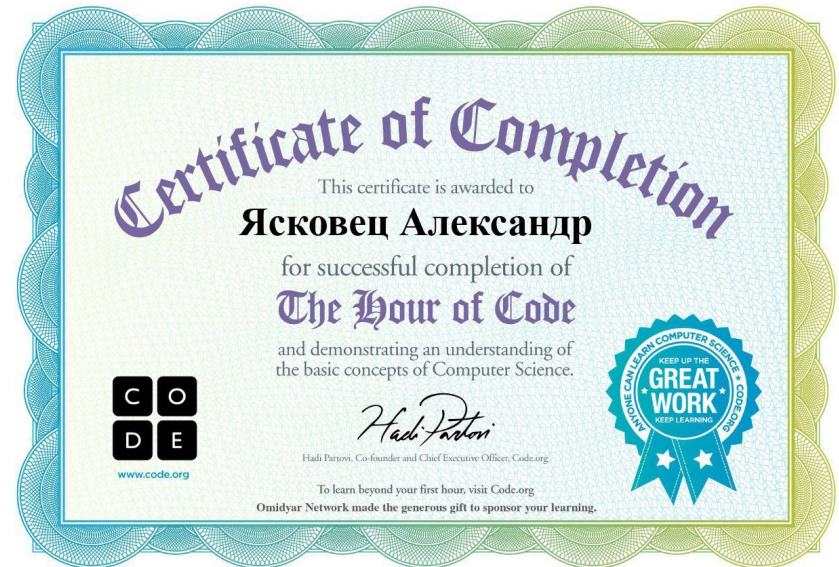 Certificate of Completion
This certificate is awarded to
Ясковец Александр
for successful completion of
The Hour of Code
and demonstrating an understanding of
the basic concepts of Computer Science.
C O
D E
www.code.org
Hadi Partovi
Hadi Partovi, Co-founder and Chief Executive Officer, Code.org
To learn beyond your first hour, visit Code.org
Omidyar Network made the generous gift to sponsor your learning.
ANYONE CAN LEARN COMPUTER SCIENCE • CODE.ORG
KEEP UP THE
GREAT
WORK
KEEP LEARNING